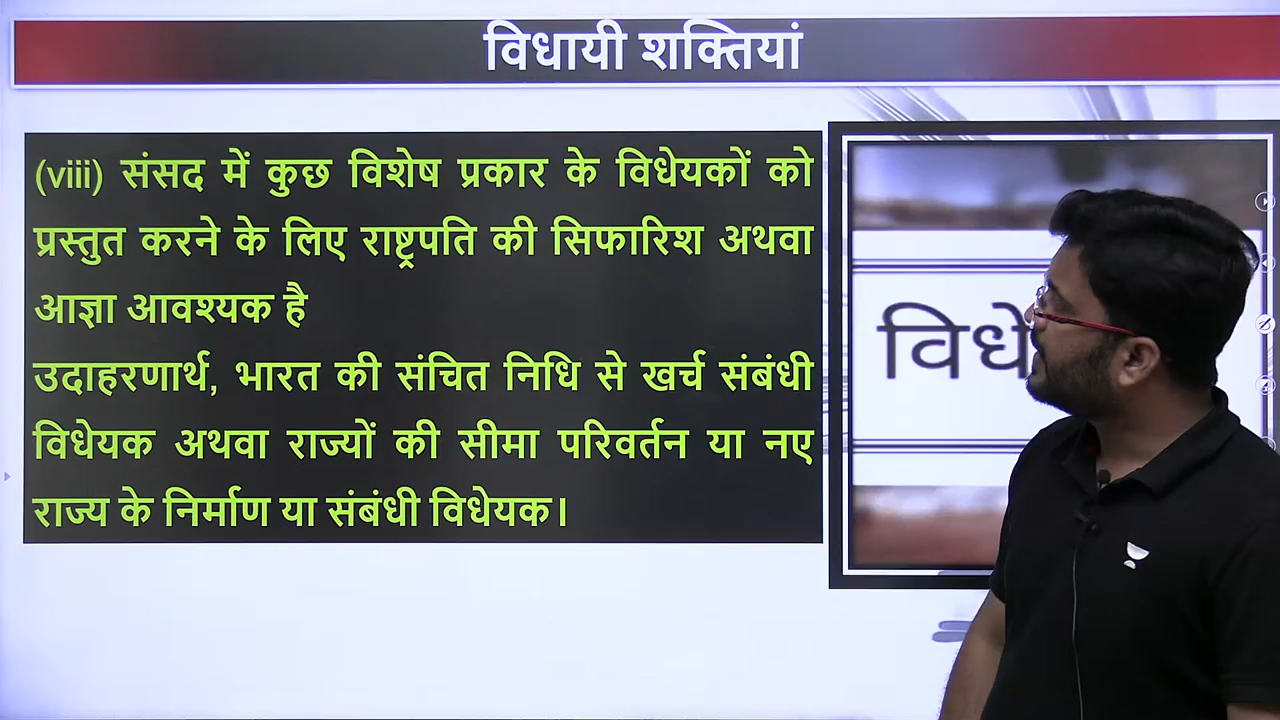 विधायी शक्तियां
(viii) संसद में कुछ विशेष प्रकार के विधेयकों को
प्रस्तुत करने के लिए राष्ट्रपति की सिफारिश अथवा
आज्ञा आवश्यक है
उदाहरणार्थ, भारत की संचित निधि से खर्च संबंधी
विधेयक अथवा राज्यों की सीमा परिवर्तन या नए
राज्य के निर्माण या संबंधी विधेयक।
विधे